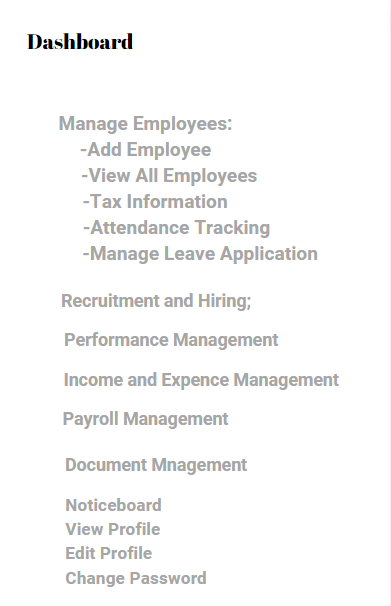 Dashboard
Manage Employees:
-Add Employee
-View All Employees
-Tax Information
-Attendance Tracking
-Manage Leave Application
Recruitment and Hiring;
Performance Management
Income and Expence Management
Payroll Management
Document Mnagement
Noticeboard
View Profile
Edit Profile
Change Password